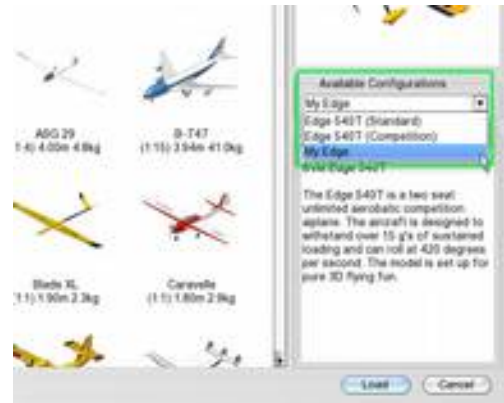 ASG 29
1:4) 4.00m 4.8kg
B-747
(1:15) 3.94m 41.0kg
Blade XL
(1:1) 1.90m 2.3kg
Caravelle
(1:1) 1.80m 2.9kg
Available Configurations
My Edge
Edge 540T (Standard)
Edge 540T (Competition)
My Edge
Edge 540T
The Edge 540T is a two seat
unlimited aerobatic competition
airplane. The aircraft is designed to
withstand over 15 g's of sustained
loading and can roll at 420 degrees
per second. The model is set up for
pure 3D flying fun.
Load
Cancel